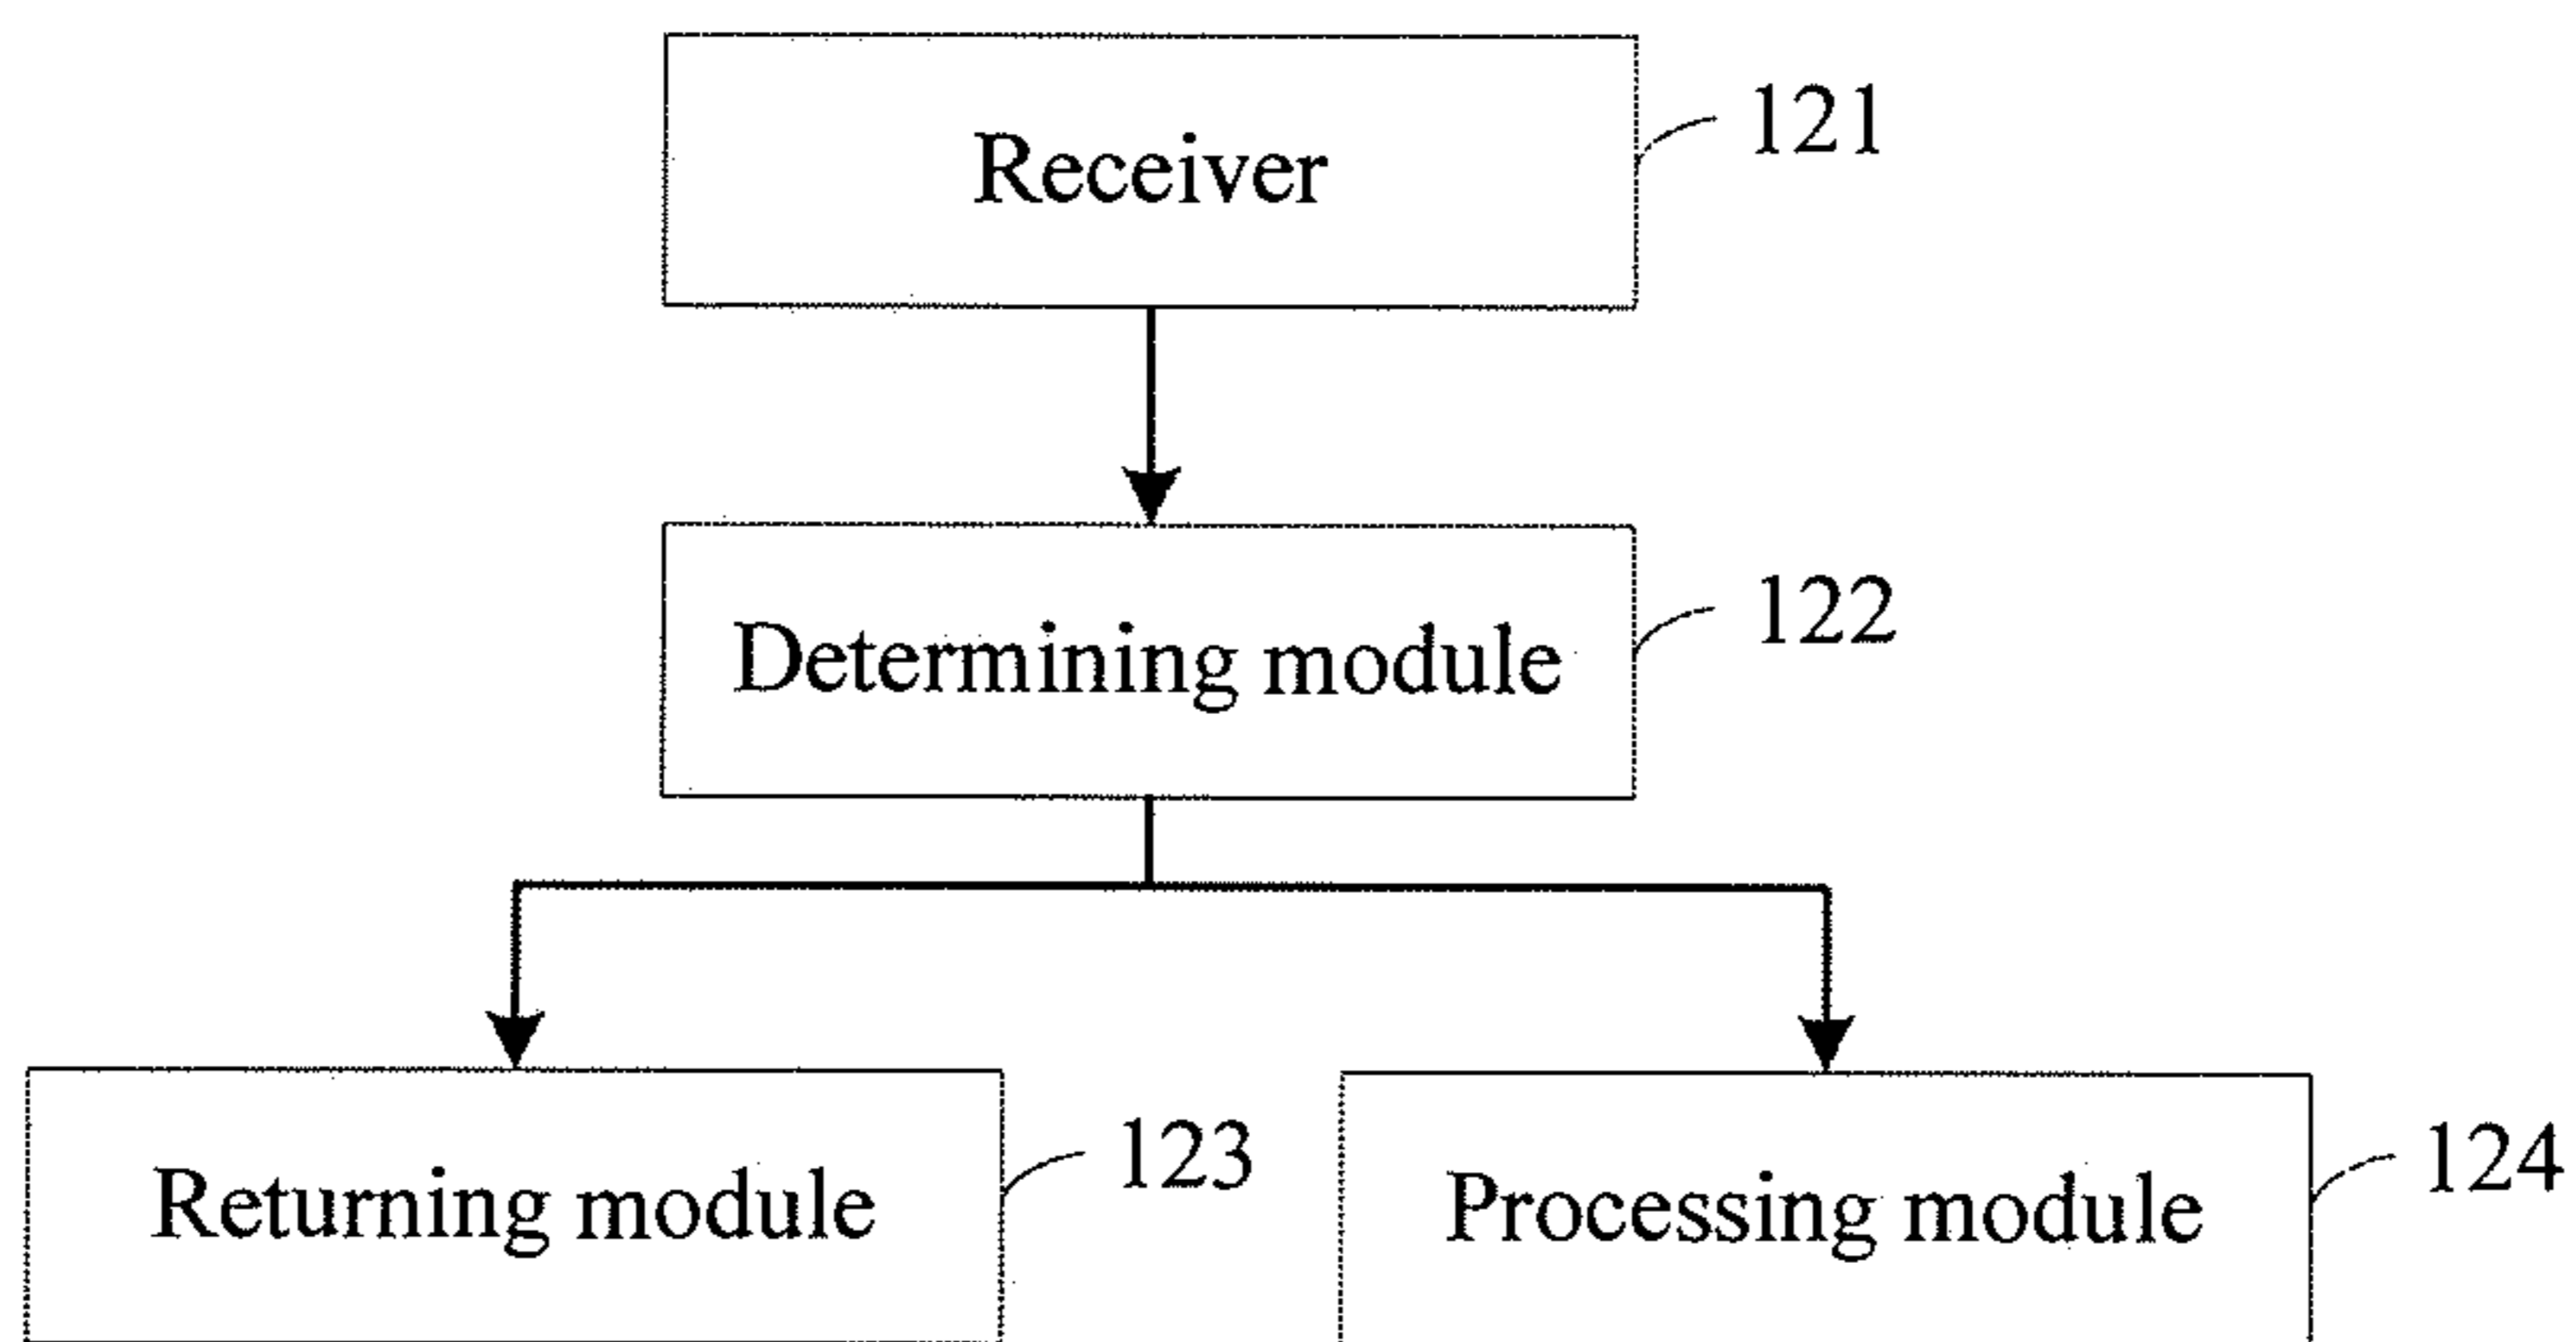 Receiver
121
Determining module
122
Returning module
123
Processing module
124